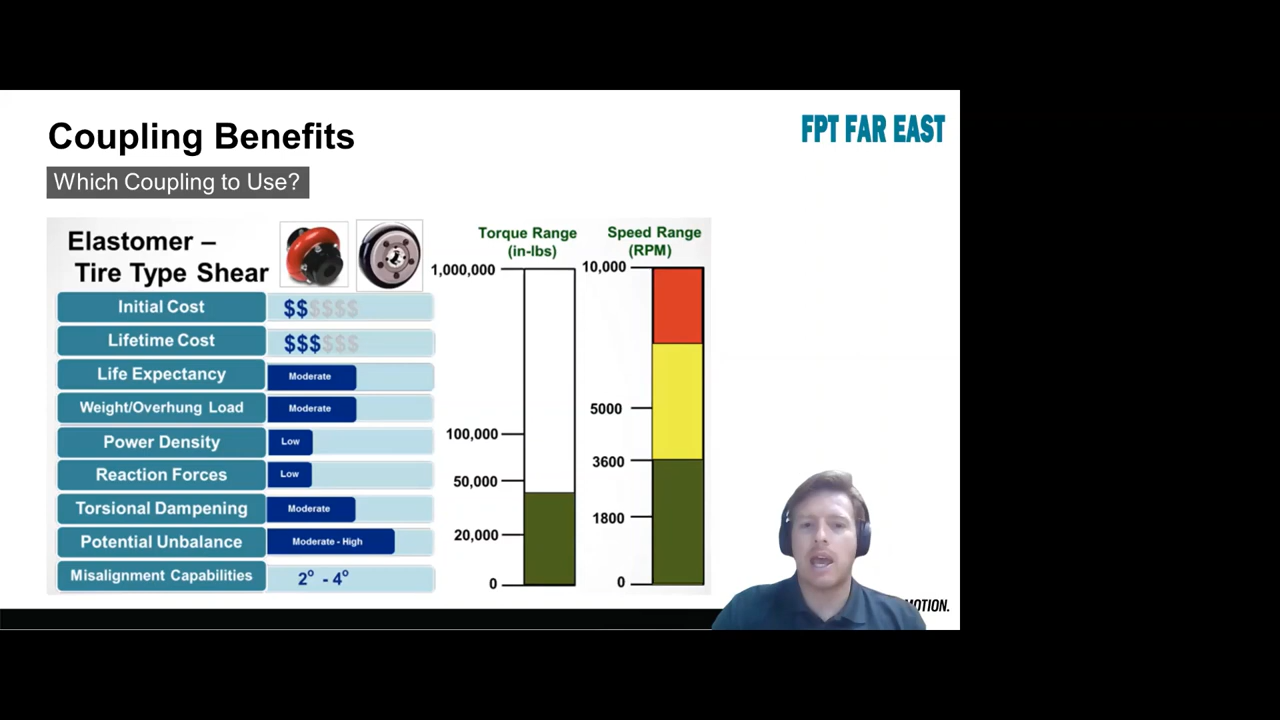 Coupling Benefits
FPT FAR EAST
Which Coupling to Use?
Elastomer –
Tire Type Shear
Torque Range
(in-lbs)
Speed Range
(RPM)
1,000,000
10,000
Initial Cost
$$$$$$
Lifetime Cost
$$$$$$
Life Expectancy
Moderate
Weight/Overhung Load
Moderate
5000
Power Density
Low
100,000
3600
Reaction Forces
Low
50,000
Torsional Dampening
Moderate
1800
Potential Unbalance
Moderate - High
20,000
Misalignment Capabilities
2° - 4°
0
0
MOTION.